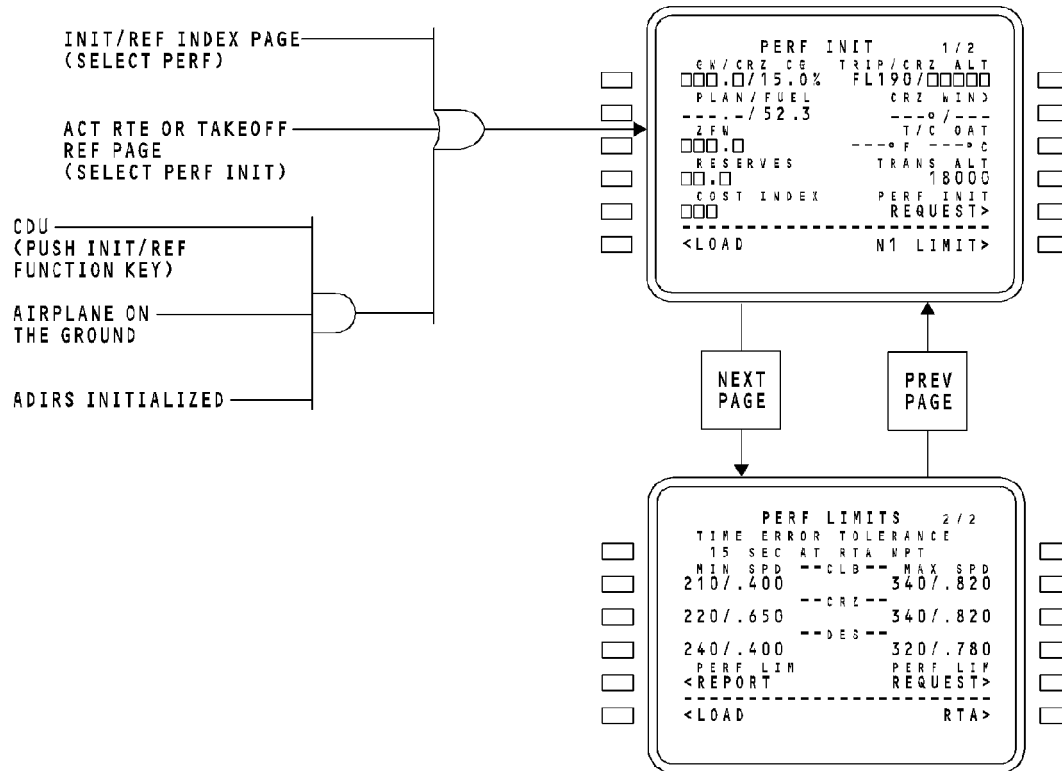 INIT/REF INDEX PAGE
(SELECT PERF)
ACT RTE OR TAKEOFF
REF PAGE
(SELECT PERF INIT)
CDU
(PUSH INIT/REF
FUNCTION KEY)
AIRPLANE ON
THE GROUND
ADIRS INITIALIZED
PERF INIT 1/2
GW/CRZ CG TRIP/CRZ ALT
□□□.□/15.0% FL190/□□□□□
PLAN/FUEL CRZ WIND
---.-/52.3 ---°/---
ZFW T/C OAT
□□□.□ ---°F ---°C
RESERVES TRANS ALT
□□.□ 18000
COST INDEX PERF INIT
□□□ REQUEST>
<LOAD N1 LIMIT>
NEXT
PAGE
PREV
PAGE
PERF LIMITS 2/2
TIME ERROR TOLERANCE
15 SEC AT RTA WPT
MIN SPD --CLB-- MAX SPD
210/.400 340/.820
--CRZ--
220/.650 340/.820
--DES--
240/.400 320/.780
PERF LIM PERF LIM
<REPORT REQUEST>
<LOAD RTA>